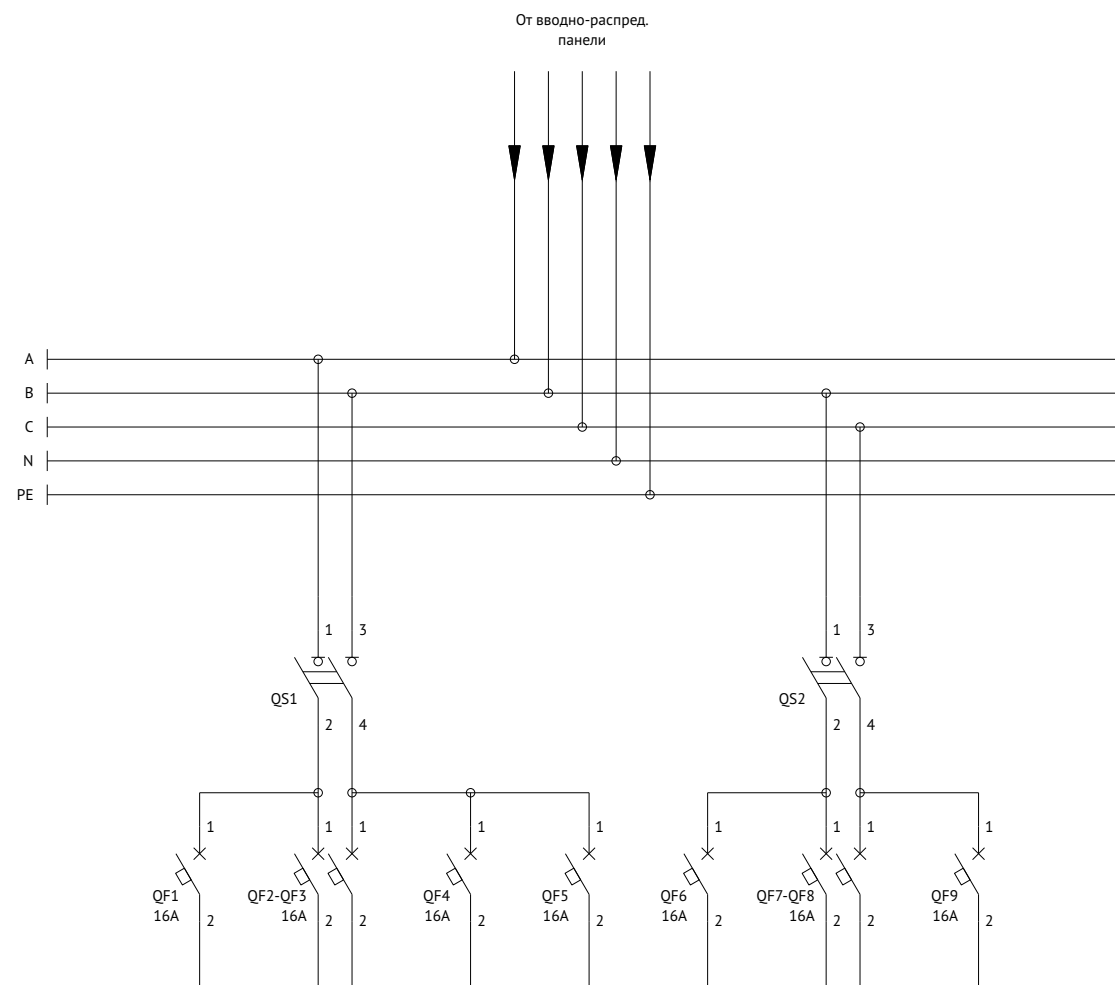 От вводно-распред.
панели
A
B
C
N
PE
1 3 1 3
QS1 QS2
2 4 2 4
1 1 1 1 1 1 1 1 1
QF1 QF2-QF3 QF4 QF5 QF6 QF7-QF8 QF9
16A 16A 16A 16A 16A 16A 16A
2 2 2 2 2 2 2 2 2